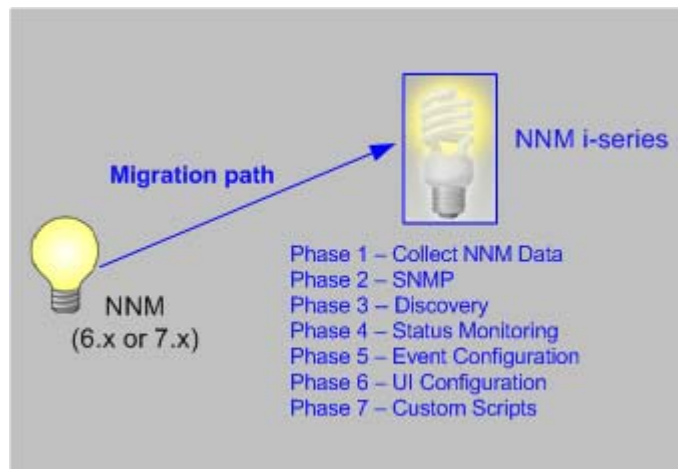 NNM i-series
Migration path
NNM
(6.x or 7.x)
Phase 1 – Collect NNM Data
Phase 2 – SNMP
Phase 3 – Discovery
Phase 4 – Status Monitoring
Phase 5 – Event Configuration
Phase 6 – UI Configuration
Phase 7 – Custom Scripts